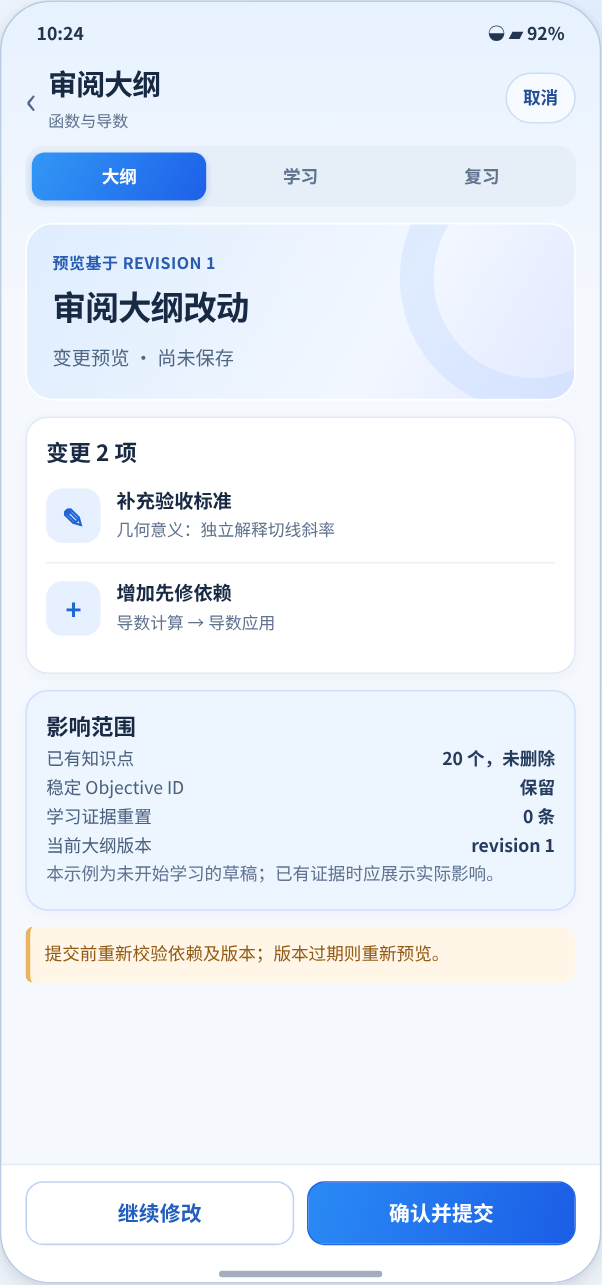 10:24
92%
审阅大纲
函数与导数
取消
大纲
学习
复习
预览基于 REVISION 1
审阅大纲改动
变更预览 · 尚未保存
变更 2 项
补充验收标准
几何意义：独立解释切线斜率
增加先修依赖
导数计算 → 导数应用
影响范围
已有知识点
20 个，未删除
稳定 Objective ID
保留
学习证据重置
0 条
当前大纲版本
revision 1
本示例为未开始学习的草稿；已有证据时应展示实际影响。
提交前重新校验依赖及版本；版本过期则重新预览。
继续修改
确认并提交